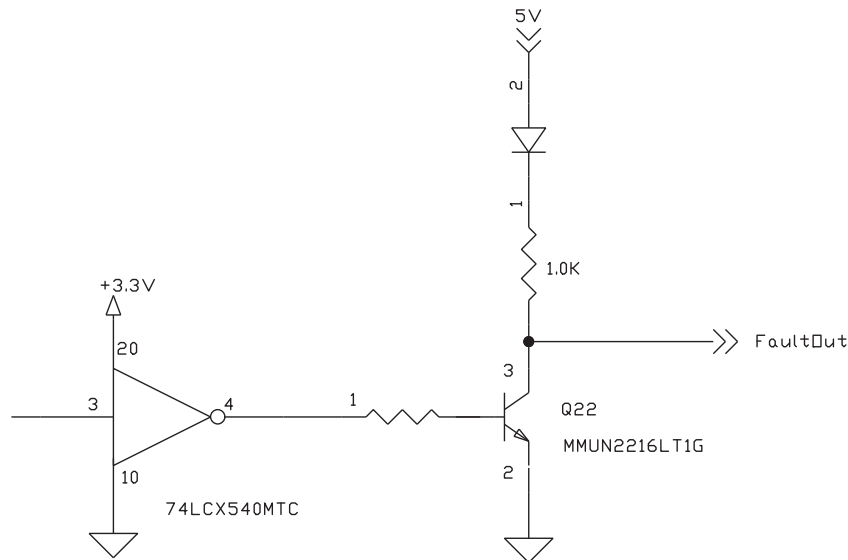 5V
2
1
1.0K
+3.3V
20
FaultOut
3
3
4
1
Q22
MMUN2216LT1G
10
2
74LCX540MTC